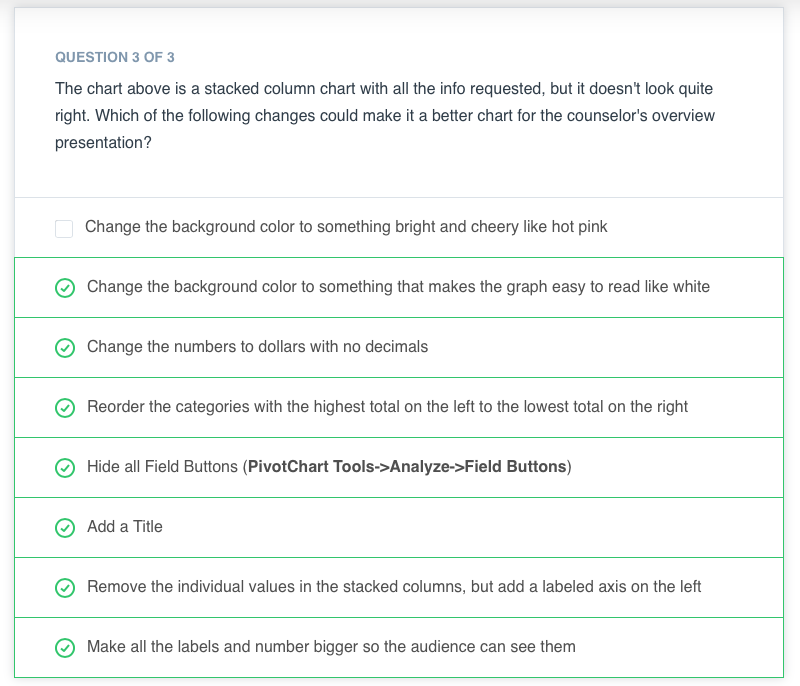 QUESTION 3 OF 3
The chart above is a stacked column chart with all the info requested, but it doesn't look quite
right. Which of the following changes could make it a better chart for the counselor's overview
presentation?
Change the background color to something bright and cheery like hot pink
Change the background color to something that makes the graph easy to read like white
Change the numbers to dollars with no decimals
Reorder the categories with the highest total on the left to the lowest total on the right
Hide all Field Buttons (PivotChart Tools->Analyze->Field Buttons)
Add a Title
Remove the individual values in the stacked columns, but add a labeled axis on the left
Make all the labels and number bigger so the audience can see them